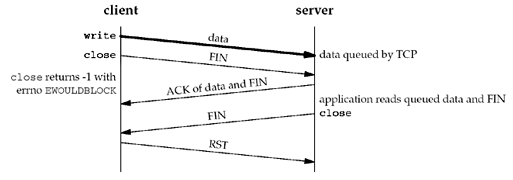 client server
write
data
close
data queued by TCP
FIN
close returns -1 with
errno EWOULDBLOCK
ACK of data and FIN
application reads queued data and FIN
close
FIN
RST